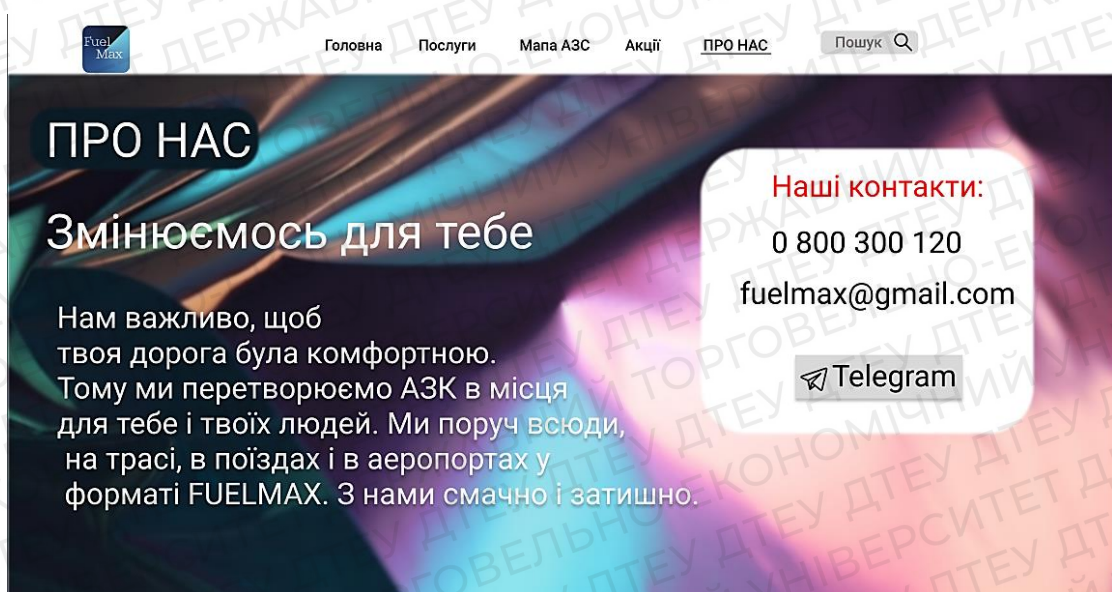 Fuel
Max
Головна Послуги Мапа АЗС Акції ПРО НАС Пошук
ПРО НАС
Змінюємось для тебе
Нам важливо, щоб
твоя дорога була комфортною.
Тому ми перетворюємо АЗК в місця
для тебе і твоїх людей. Ми поруч всюди,
на трасі, в поїздах і в аеропортах у
форматі FUELMAX. З нами смачно і затишно.
Наші контакти:
0 800 300 120
fuelmax@gmail.com
Telegram